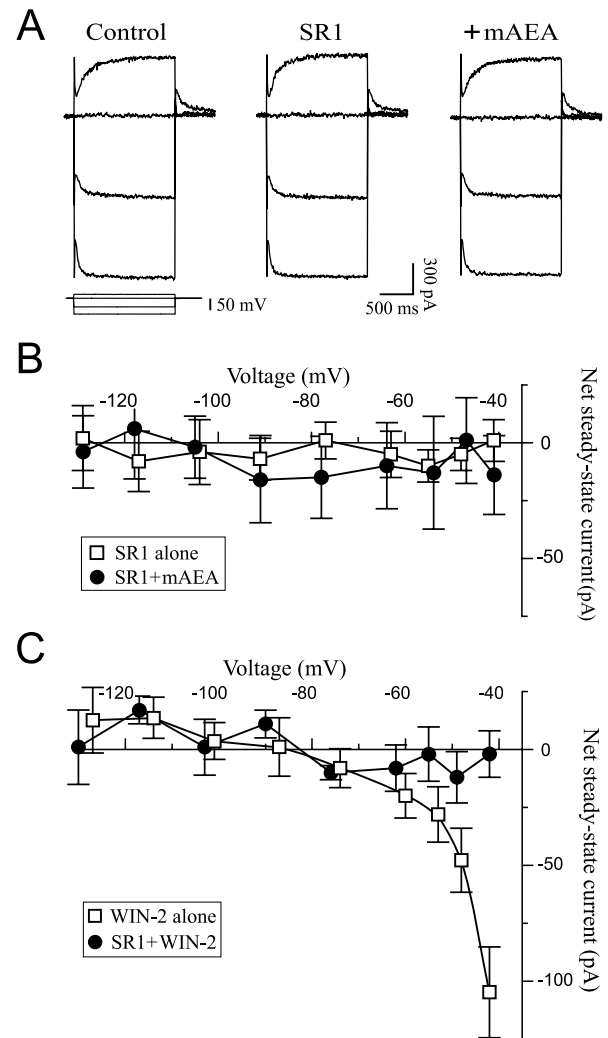 A
Control
SR1
+mAEA
50 mV
300 pA
500 ms
B
Voltage (mV)
-120
-100
-80
-60
-40
0
-50
Net steady-state current(pA)
SR1 alone
SR1+mAEA
C
Voltage (mV)
-120
-100
-80
-60
-40
0
-50
-100
Net steady-state current (pA)
WIN-2 alone
SR1+WIN-2